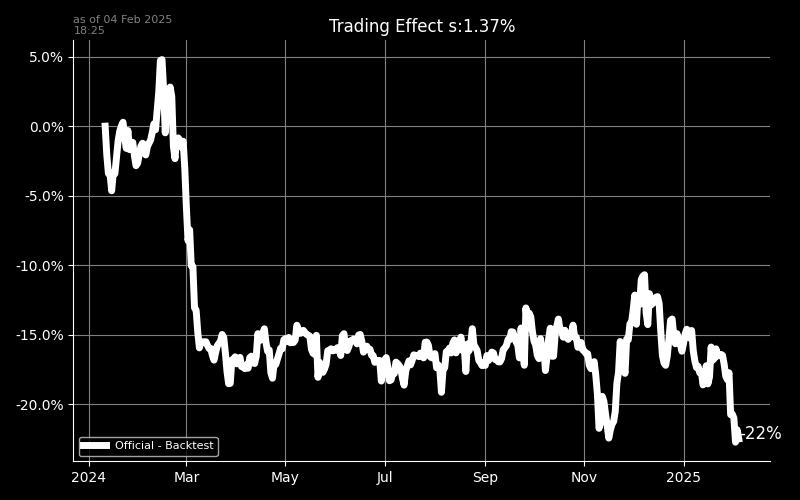 as of 04 Feb 2025
18:25
Trading Effect s:1.37%
5.0%
0.0%
-5.0%
-10.0%
-15.0%
-20.0%
-22%
Official - Backtest
2024
Mar
May
Jul
Sep
Nov
2025